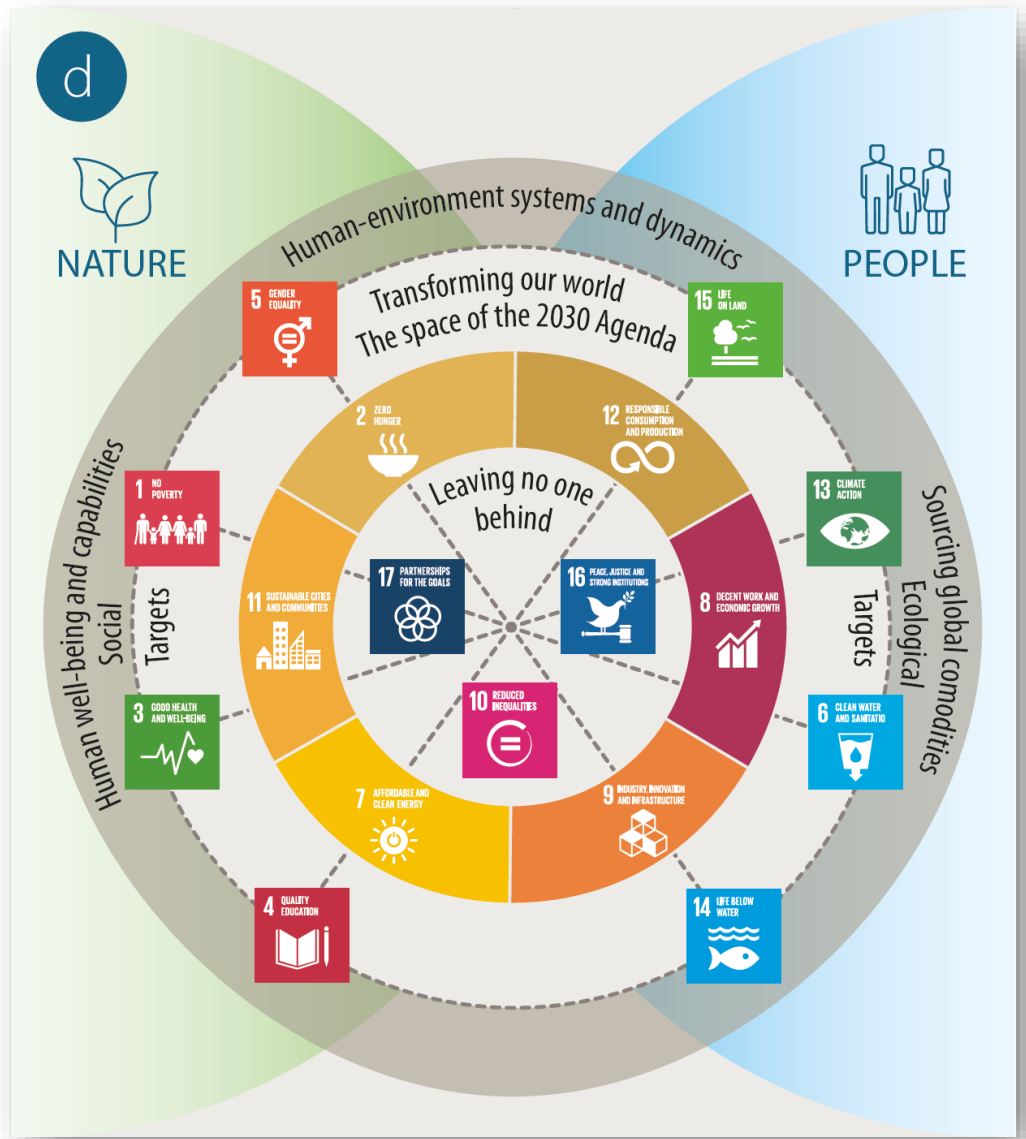 d
NATURE
PEOPLE
Human-environment systems and dynamics
Transforming our world
The space of the 2030 Agenda
5 GENDER
EQUALITY
15 LIFE
ON LAND
2 ZERO
HUNGER
12 RESPONSIBLE
CONSUMPTION
AND PRODUCTION
Leaving no one
behind
1 NO
POVERTY
13 CLIMATE
ACTION
17 PARTNERSHIPS
FOR THE GOALS
16 PEACE, JUSTICE AND
STRONG INSTITUTIONS
11 SUSTAINABLE CITIES
AND COMMUNITIES
8 DECENT WORK AND
ECONOMIC GROWTH
Human well-being and capabilities
Social
Targets
Targets
Ecological
Sourcing global comodities
10 REDUCED
INEQUALITIES
3 GOOD HEALTH
AND WELL-BEING
6 CLEAN WATER
AND SANITATIO
7 AFFORDABLE AND
CLEAN ENERGY
9 INDUSTRY, INNOVATION
AND INFRASTRUCTURE
4 QUALITY
EDUCATION
14 LIFE BELOW
WATER